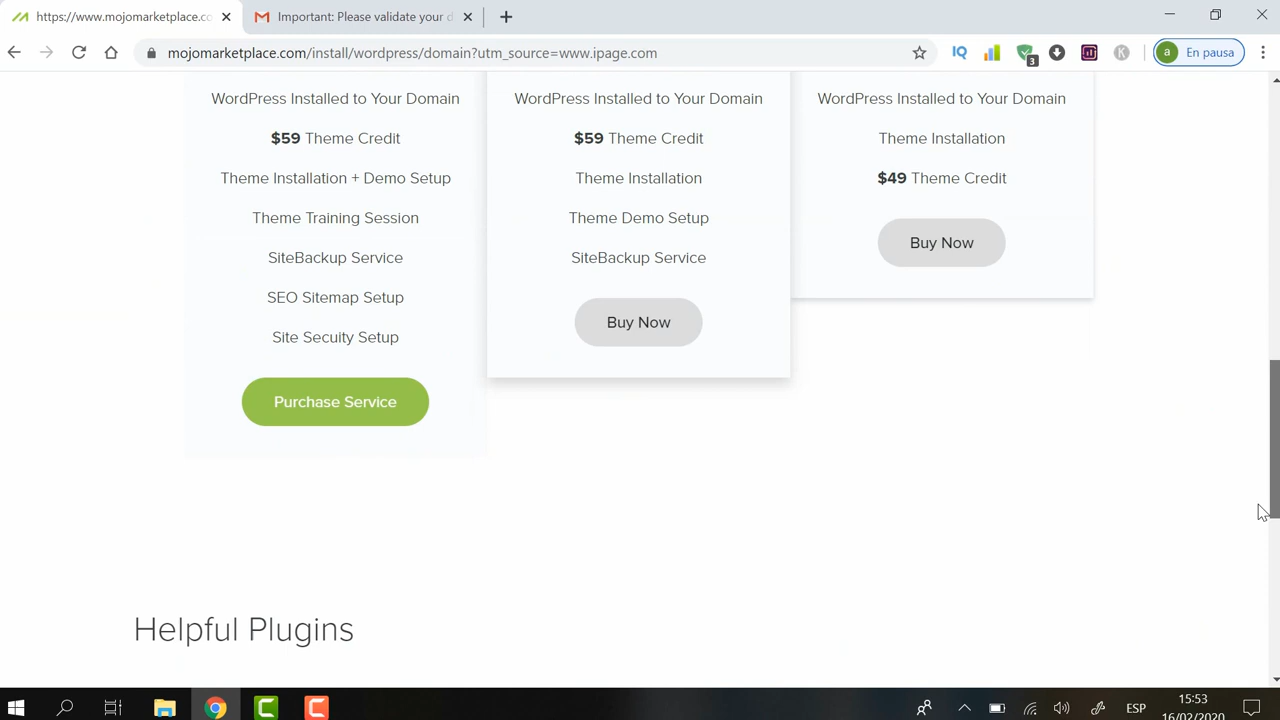 https://www.mojomarketplace.co
Important: Please validate your d
mojomarketplace.com/install/wordpress/domain?utm_source=www.ipage.com
IQ
3
K
a
En pausa
WordPress Installed to Your Domain
$59 Theme Credit
Theme Installation + Demo Setup
Theme Training Session
SiteBackup Service
SEO Sitemap Setup
Site Secuity Setup
Purchase Service
WordPress Installed to Your Domain
$59 Theme Credit
Theme Installation
Theme Demo Setup
SiteBackup Service
Buy Now
WordPress Installed to Your Domain
Theme Installation
$49 Theme Credit
Buy Now
Helpful Plugins
ESP
15:53
16/02/2020